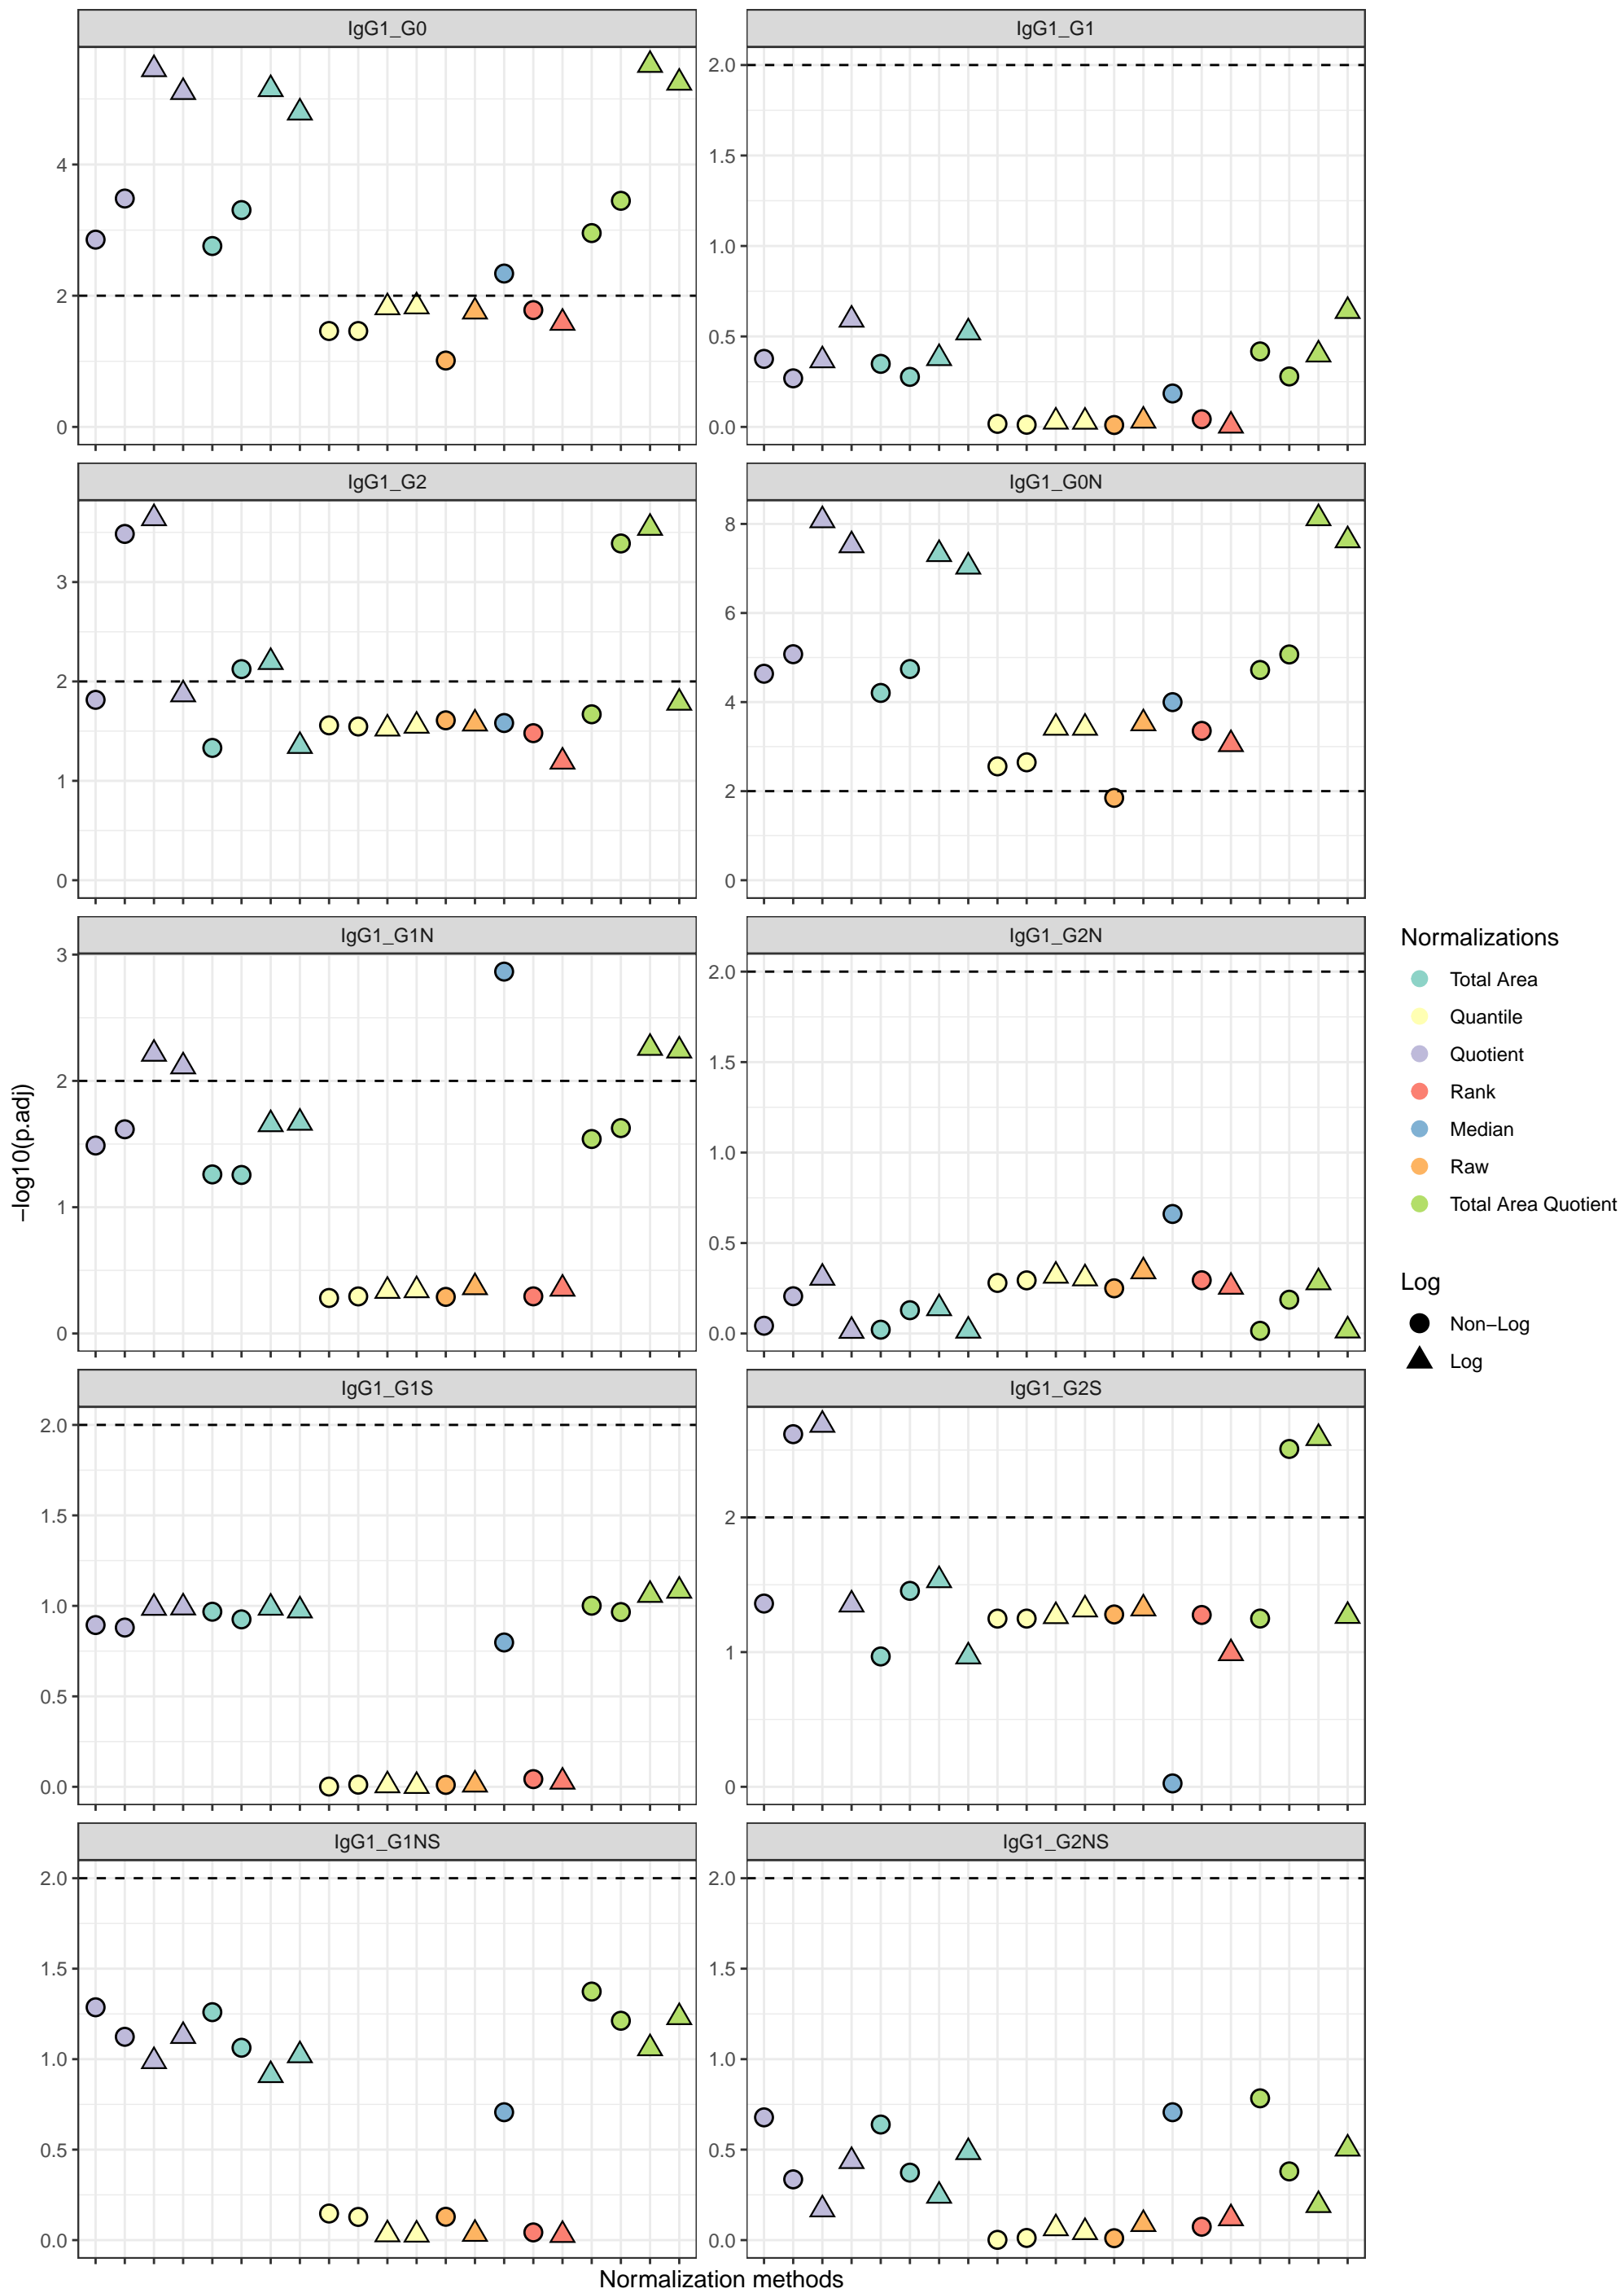 IgG1_G0
IgG1_G1
4
2
0
2.0
1.5
1.0
0.5
0.0
IgG1_G2
IgG1_G0N
3
2
1
0
8
6
4
2
0
IgG1_G1N
IgG1_G2N
3
2
1
0
2.0
1.5
1.0
0.5
0.0
IgG1_G1S
IgG1_G2S
2.0
1.5
1.0
0.5
0.0
2
1
0
IgG1_G1NS
IgG1_G2NS
2.0
1.5
1.0
0.5
0.0
2.0
1.5
1.0
0.5
0.0
−log10(p.adj)
Normalization methods
Normalizations
Total Area
Quantile
Quotient
Rank
Median
Raw
Total Area Quotient
Log
Non−Log
Log